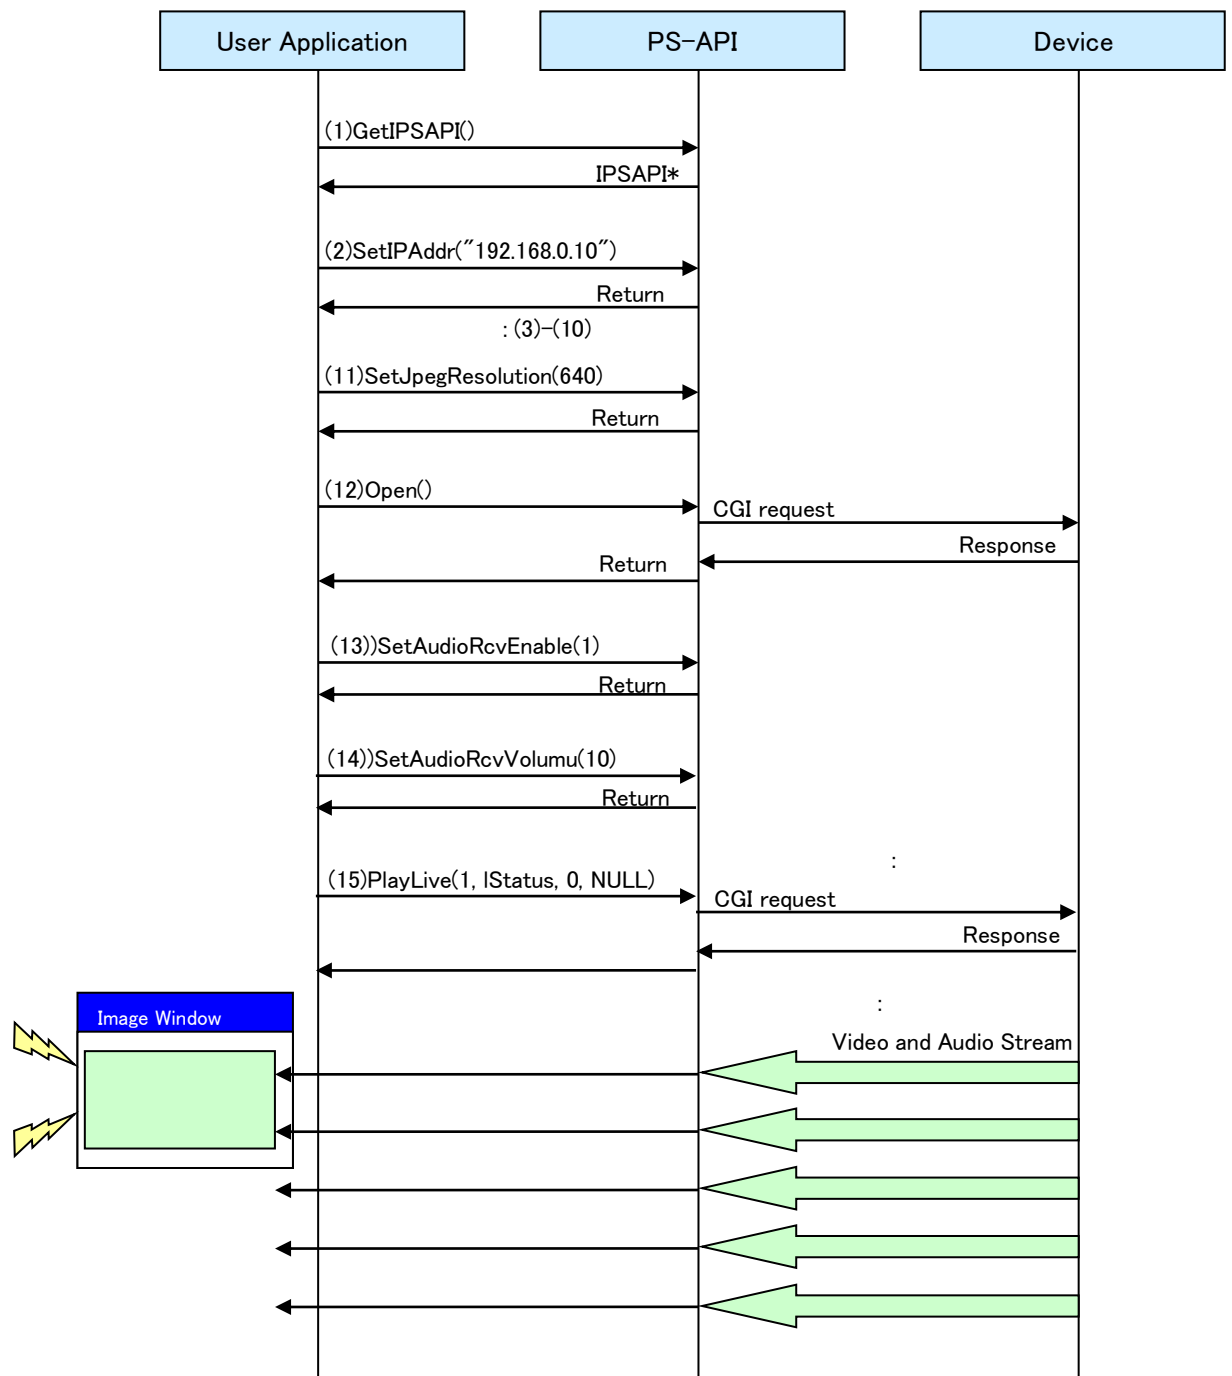 User Application
PS-API
Device
(1)GetIPSAPI()
IPSAPI*
(2)SetIPAddr("192.168.0.10")
Return
: (3)-(10)
(11)SetJpegResolution(640)
Return
(12)Open()
CGI request
Response
Return
(13))SetAudioRcvEnable(1)
Return
(14))SetAudioRcvVolumu(10)
Return
:
(15)PlayLive(1, lStatus, 0, NULL)
CGI request
Response
:
Image Window
Video and Audio Stream